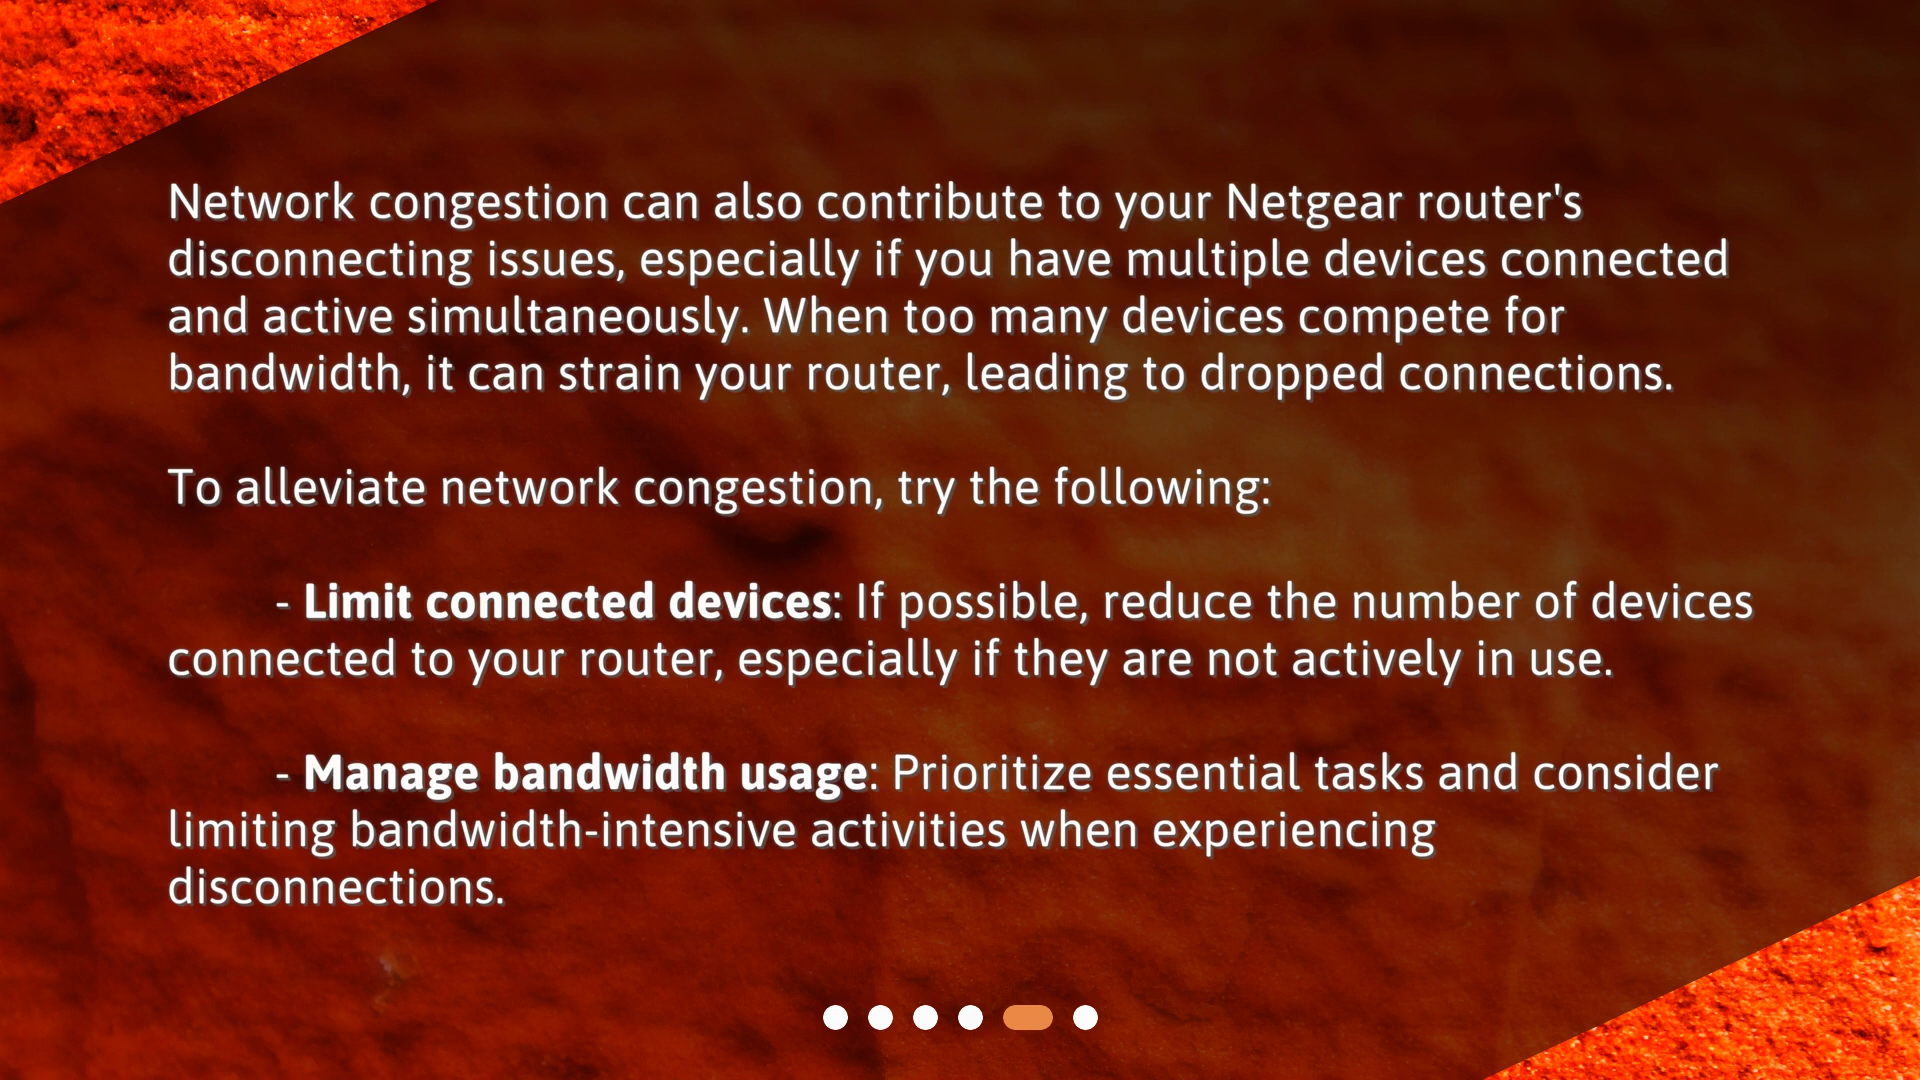 Network congestion can also contribute to your Netgear router's
disconnecting issues, especially if you have multiple devices connected
and active simultaneously. When too many devices compete for
bandwidth, it can strain your router, leading to dropped connections.
To alleviate network congestion, try the following:
- Limit connected devices: If possible, reduce the number of devices
connected to your router, especially if they are not actively in use.
- Manage bandwidth usage: Prioritize essential tasks and consider
limiting bandwidth-intensive activities when experiencing
disconnections.